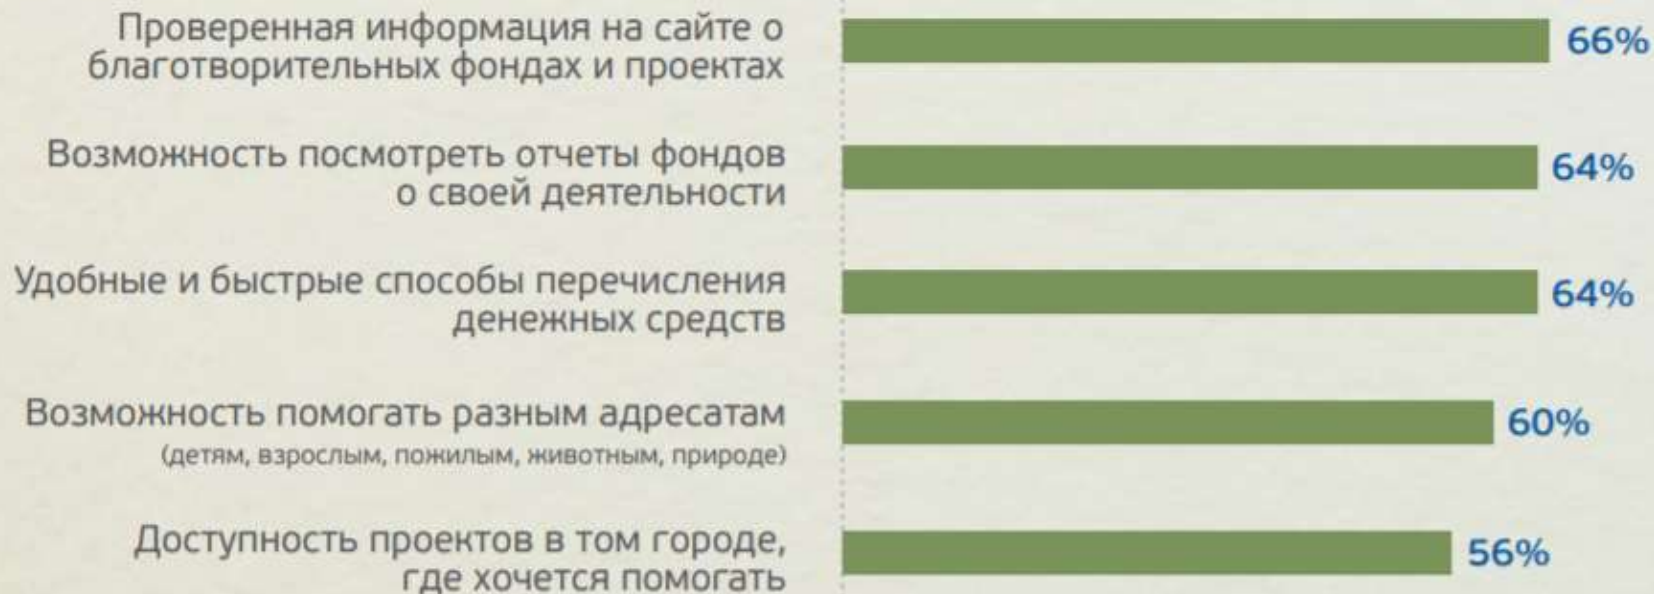 Проверенная информация на сайте о
благотворительных фондах и проектах
66%
Возможность посмотреть отчеты фондов
о своей деятельности
64%
Удобные и быстрые способы перечисления
денежных средств
64%
Возможность помогать разным адресатам
(детям, взрослым, пожилым, животным, природе)
60%
Доступность проектов в том городе,
где хочется помогать
56%